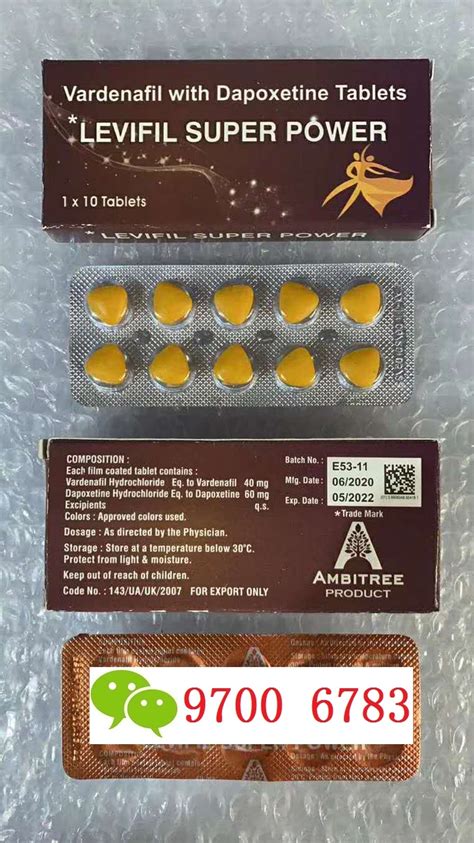 Vardenafil with Dapoxetine Tablets
*LEVIFIL SUPER POWER
1 x 10 Tablets
* LEVIFIL SUPER POWER
COMPOSITION :
Each film coated tablet contains :
Vardenafil Hydrochloride Eq. to Vardenafil 40 mg
Dapoxetine Hydrochloride Eq. to Dapoxetine 60 mg
Excipients q.s.
Colors : Approved colors used.
Dosage : As directed by the Physician.
Storage : Store at a temperature below 30°C.
Protect from light & moisture.
Keep out of reach of children.
Code No. : 143/UA/UK/2007 FOR EXPORT ONLY
Batch No. : E53-11
Mfg. Date : 06/2020
Exp. Date : 05/2022
*Trade Mark
AMBITREE
PRODUCT
Vardenafil Hydrochloride
9700 6783
COMPOSITION